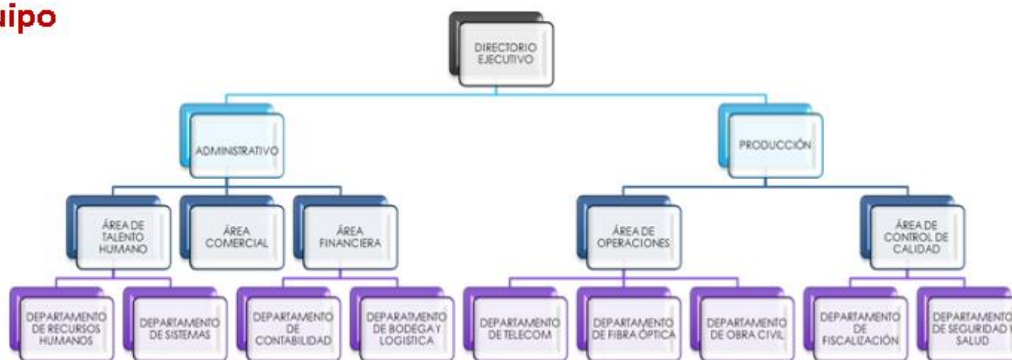 uipo
DIRECTORIO
EJECUTIVO
ADMINISTRATIVO
PRODUCCIÓN
ÁREA DE
TALENTO
HUMANO
ÁREA
COMERCIAL
ÁREA
FINANCIERA
ÁREA DE
OPERACIONES
ÁREA DE
CONTROL DE
CALIDAD
DEPARTAMENTO
DE RECURSOS
HUMANOS
DEPARTAMENTO
DE SISTEMAS
DEPARTAMENTO
DE
CONTABILIDAD
DEPARATMENTO
DE BODEGA Y
LOGISTICA
DEPARTAMENTO
DE TELECOM
DEPARTAMENTO
DE FIBRA ÓPTICA
DEPARTAMENTO
DE OBRA CIVIL
DEPARTAMENTO
DE
FISCALIZACIÓN
DEPARTAMENTO
DE SEGURIDAD Y
SALUD